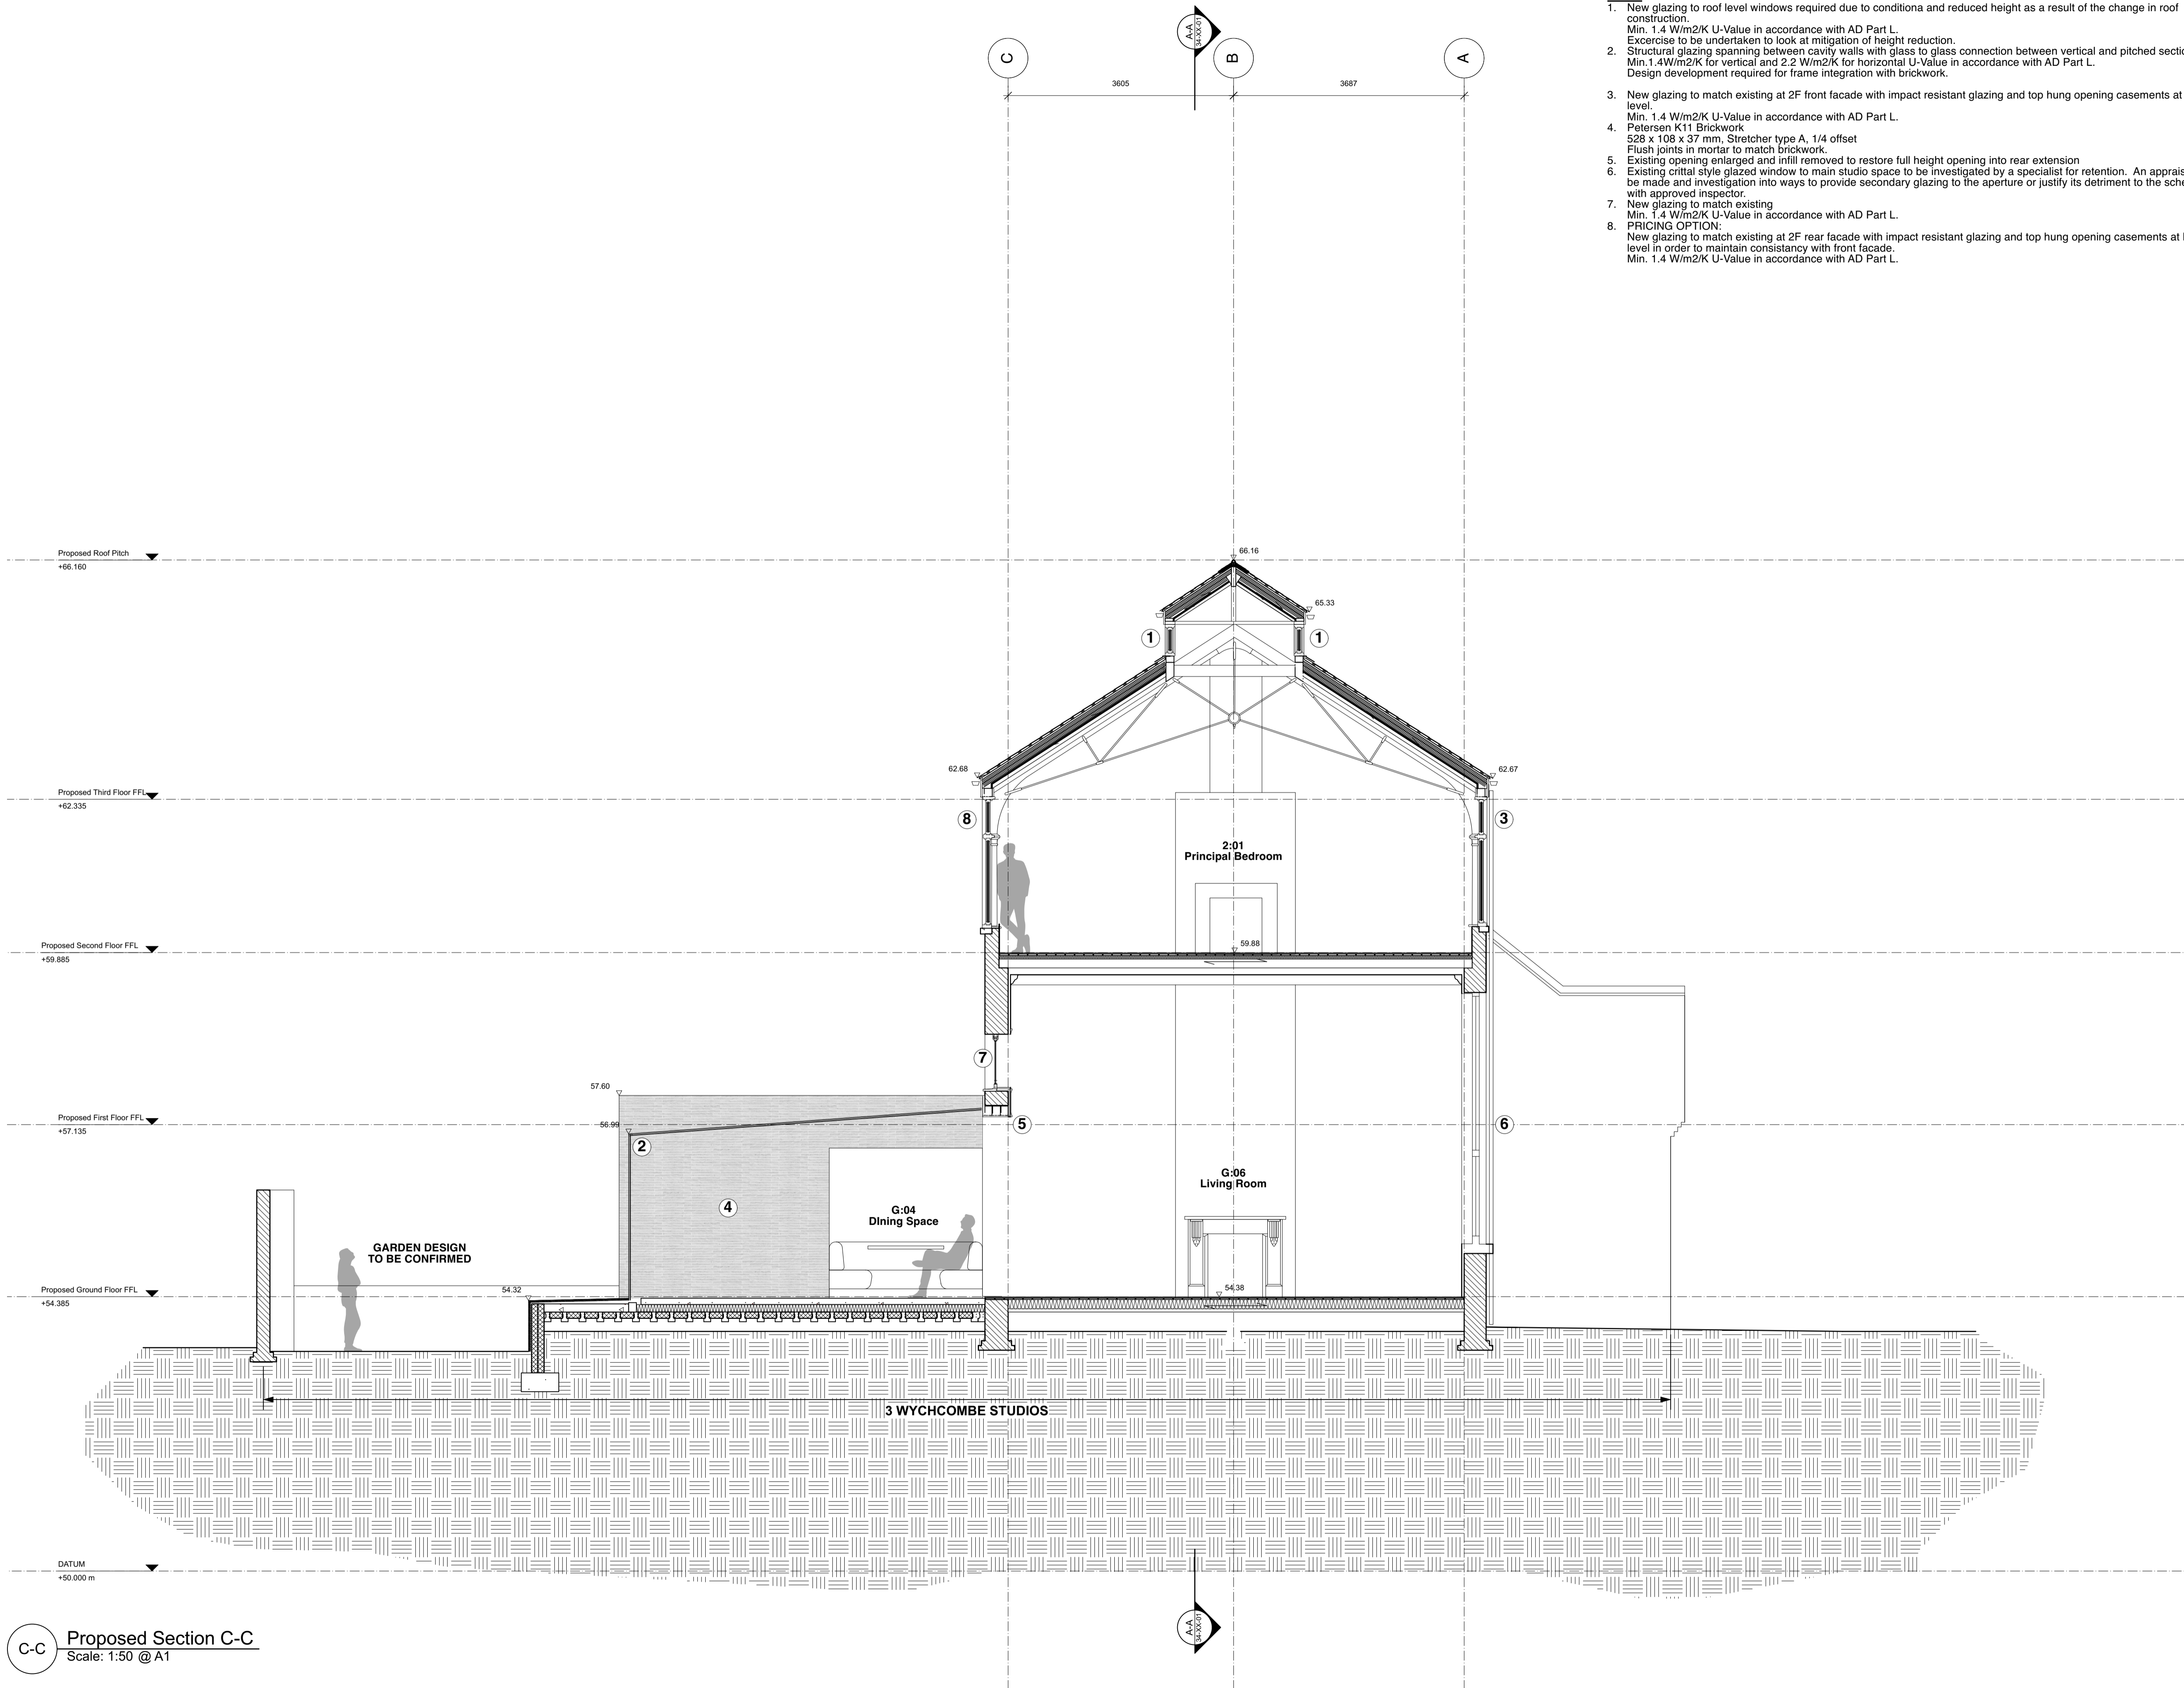 1. New glazing to roof level windows required due to conditiona and reduced height as a result of the change in roof
construction.
Min. 1.4 W/m2/K U-Value in accordance with AD Part L.
Excercise to be undertaken to look at mitigation of height reduction.
2. Structural glazing spanning between cavity walls with glass to glass connection between vertical and pitched
Min.1.4W/m2/K for vertical and 2.2 W/m2/K for horizontal U-Value in accordance with AD Part L.
Design development required for frame integration with brickwork.
3. New glazing to match existing at 2F front facade with impact resistant glazing and top hung opening casements at
level.
Min. 1.4 W/m2/K U-Value in accordance with AD Part L.
4. Petersen K11 Brickwork
528 x 108 x 37 mm, Stretcher type A, 1/4 offset
Flush joints in mortar to match brickwork.
5. Existing opening enlarged and infill removed to restore full height opening into rear extension
6. Existing crittal style glazed window to main studio space to be investigated by a specialist for retention. An
be made and investigation into ways to provide secondary glazing to the aperture or justify its detriment to the
with approved inspector.
7. New glazing to match existing
Min. 1.4 W/m2/K U-Value in accordance with AD Part L.
8. PRICING OPTION:
New glazing to match existing at 2F rear facade with impact resistant glazing and top hung opening casements at
level in order to maintain consistancy with front facade.
Min. 1.4 W/m2/K U-Value in accordance with AD Part L.
A-A
34-XX-01
C
B
A
3605
3687
Proposed Roof Pitch
+66.160
66.16
65.33
1
1
62.68
62.67
Proposed Third Floor FFL
+62.335
8
3
2:01
Principal Bedroom
Proposed Second Floor FFL
+59.885
59.88
7
57.60
Proposed First Floor FFL
+57.135
56.99
2
5
6
4
G:04
DIning Space
G:06
Living Room
GARDEN DESIGN
TO BE CONFIRMED
Proposed Ground Floor FFL
+54.385
54.32
54.38
3 WYCHCOMBE STUDIOS
DATUM
+50.000 m
A-A
34-XX-01
C-C
Proposed Section C-C
Scale: 1:50 @ A1